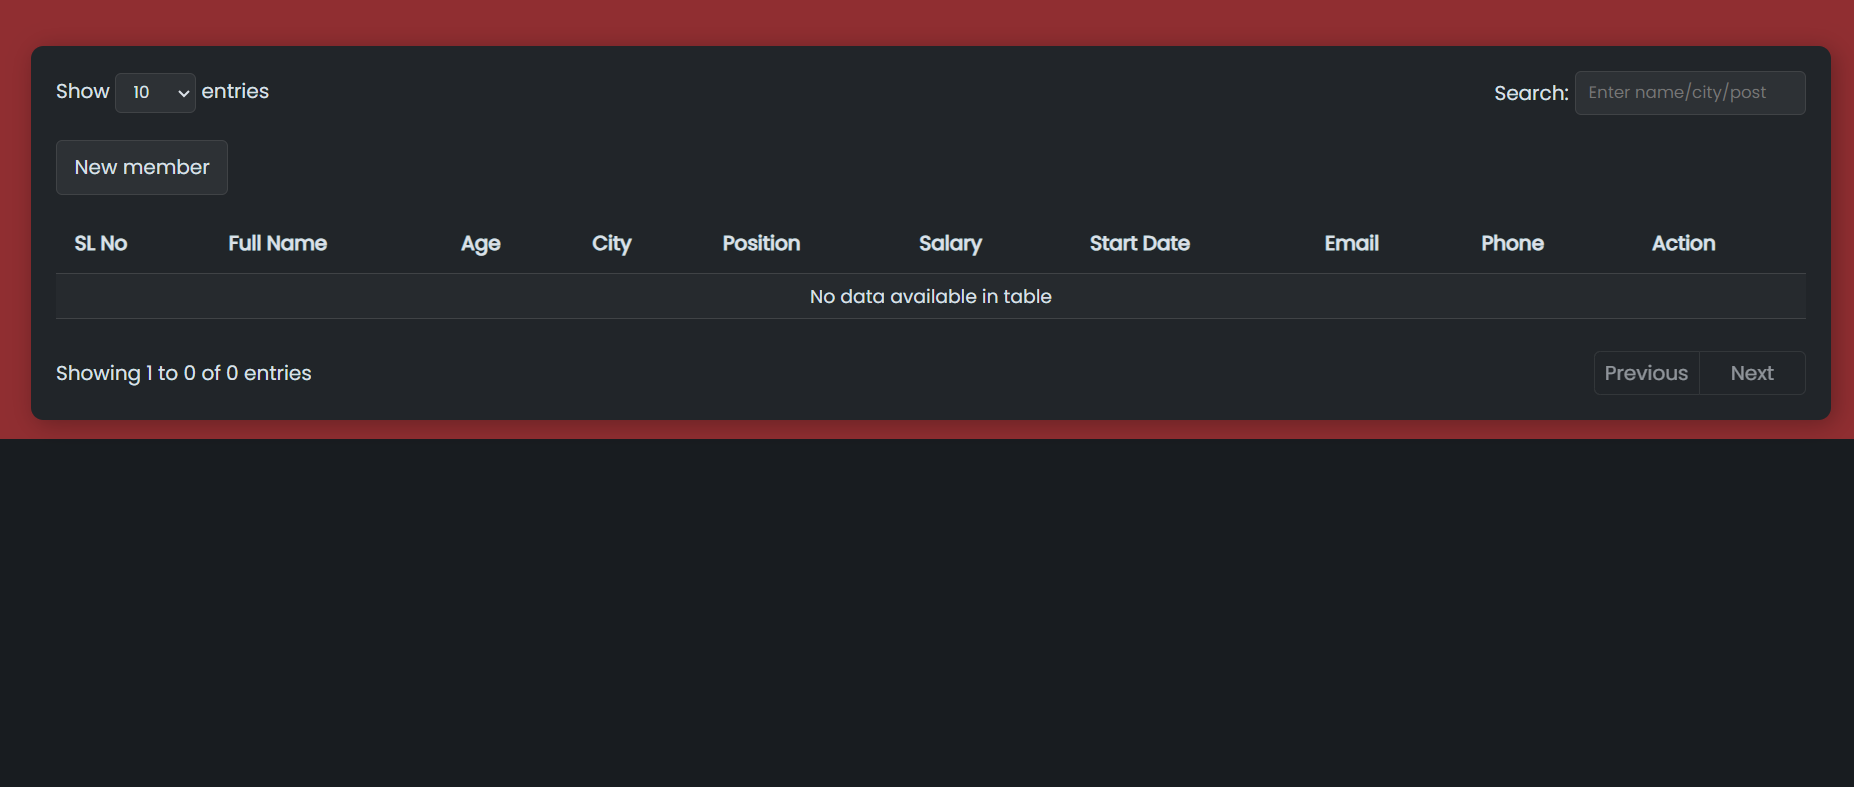 Show 10 entries Search: Enter name/city/post
New member
SL No Full Name Age City Position Salary Start Date Email Phone Action
No data available in table
Showing 1 to 0 of 0 entries Previous Next